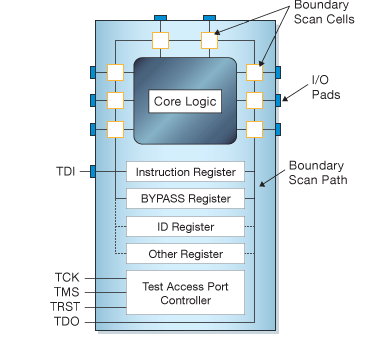 Boundary
Scan Cells
I/O
Pads
Core Logic
TDI
Instruction Register
Boundary
Scan Path
BYPASS Register
ID Register
Other Register
TCK
TMS
TRST
TDO
Test Access Port
Controller